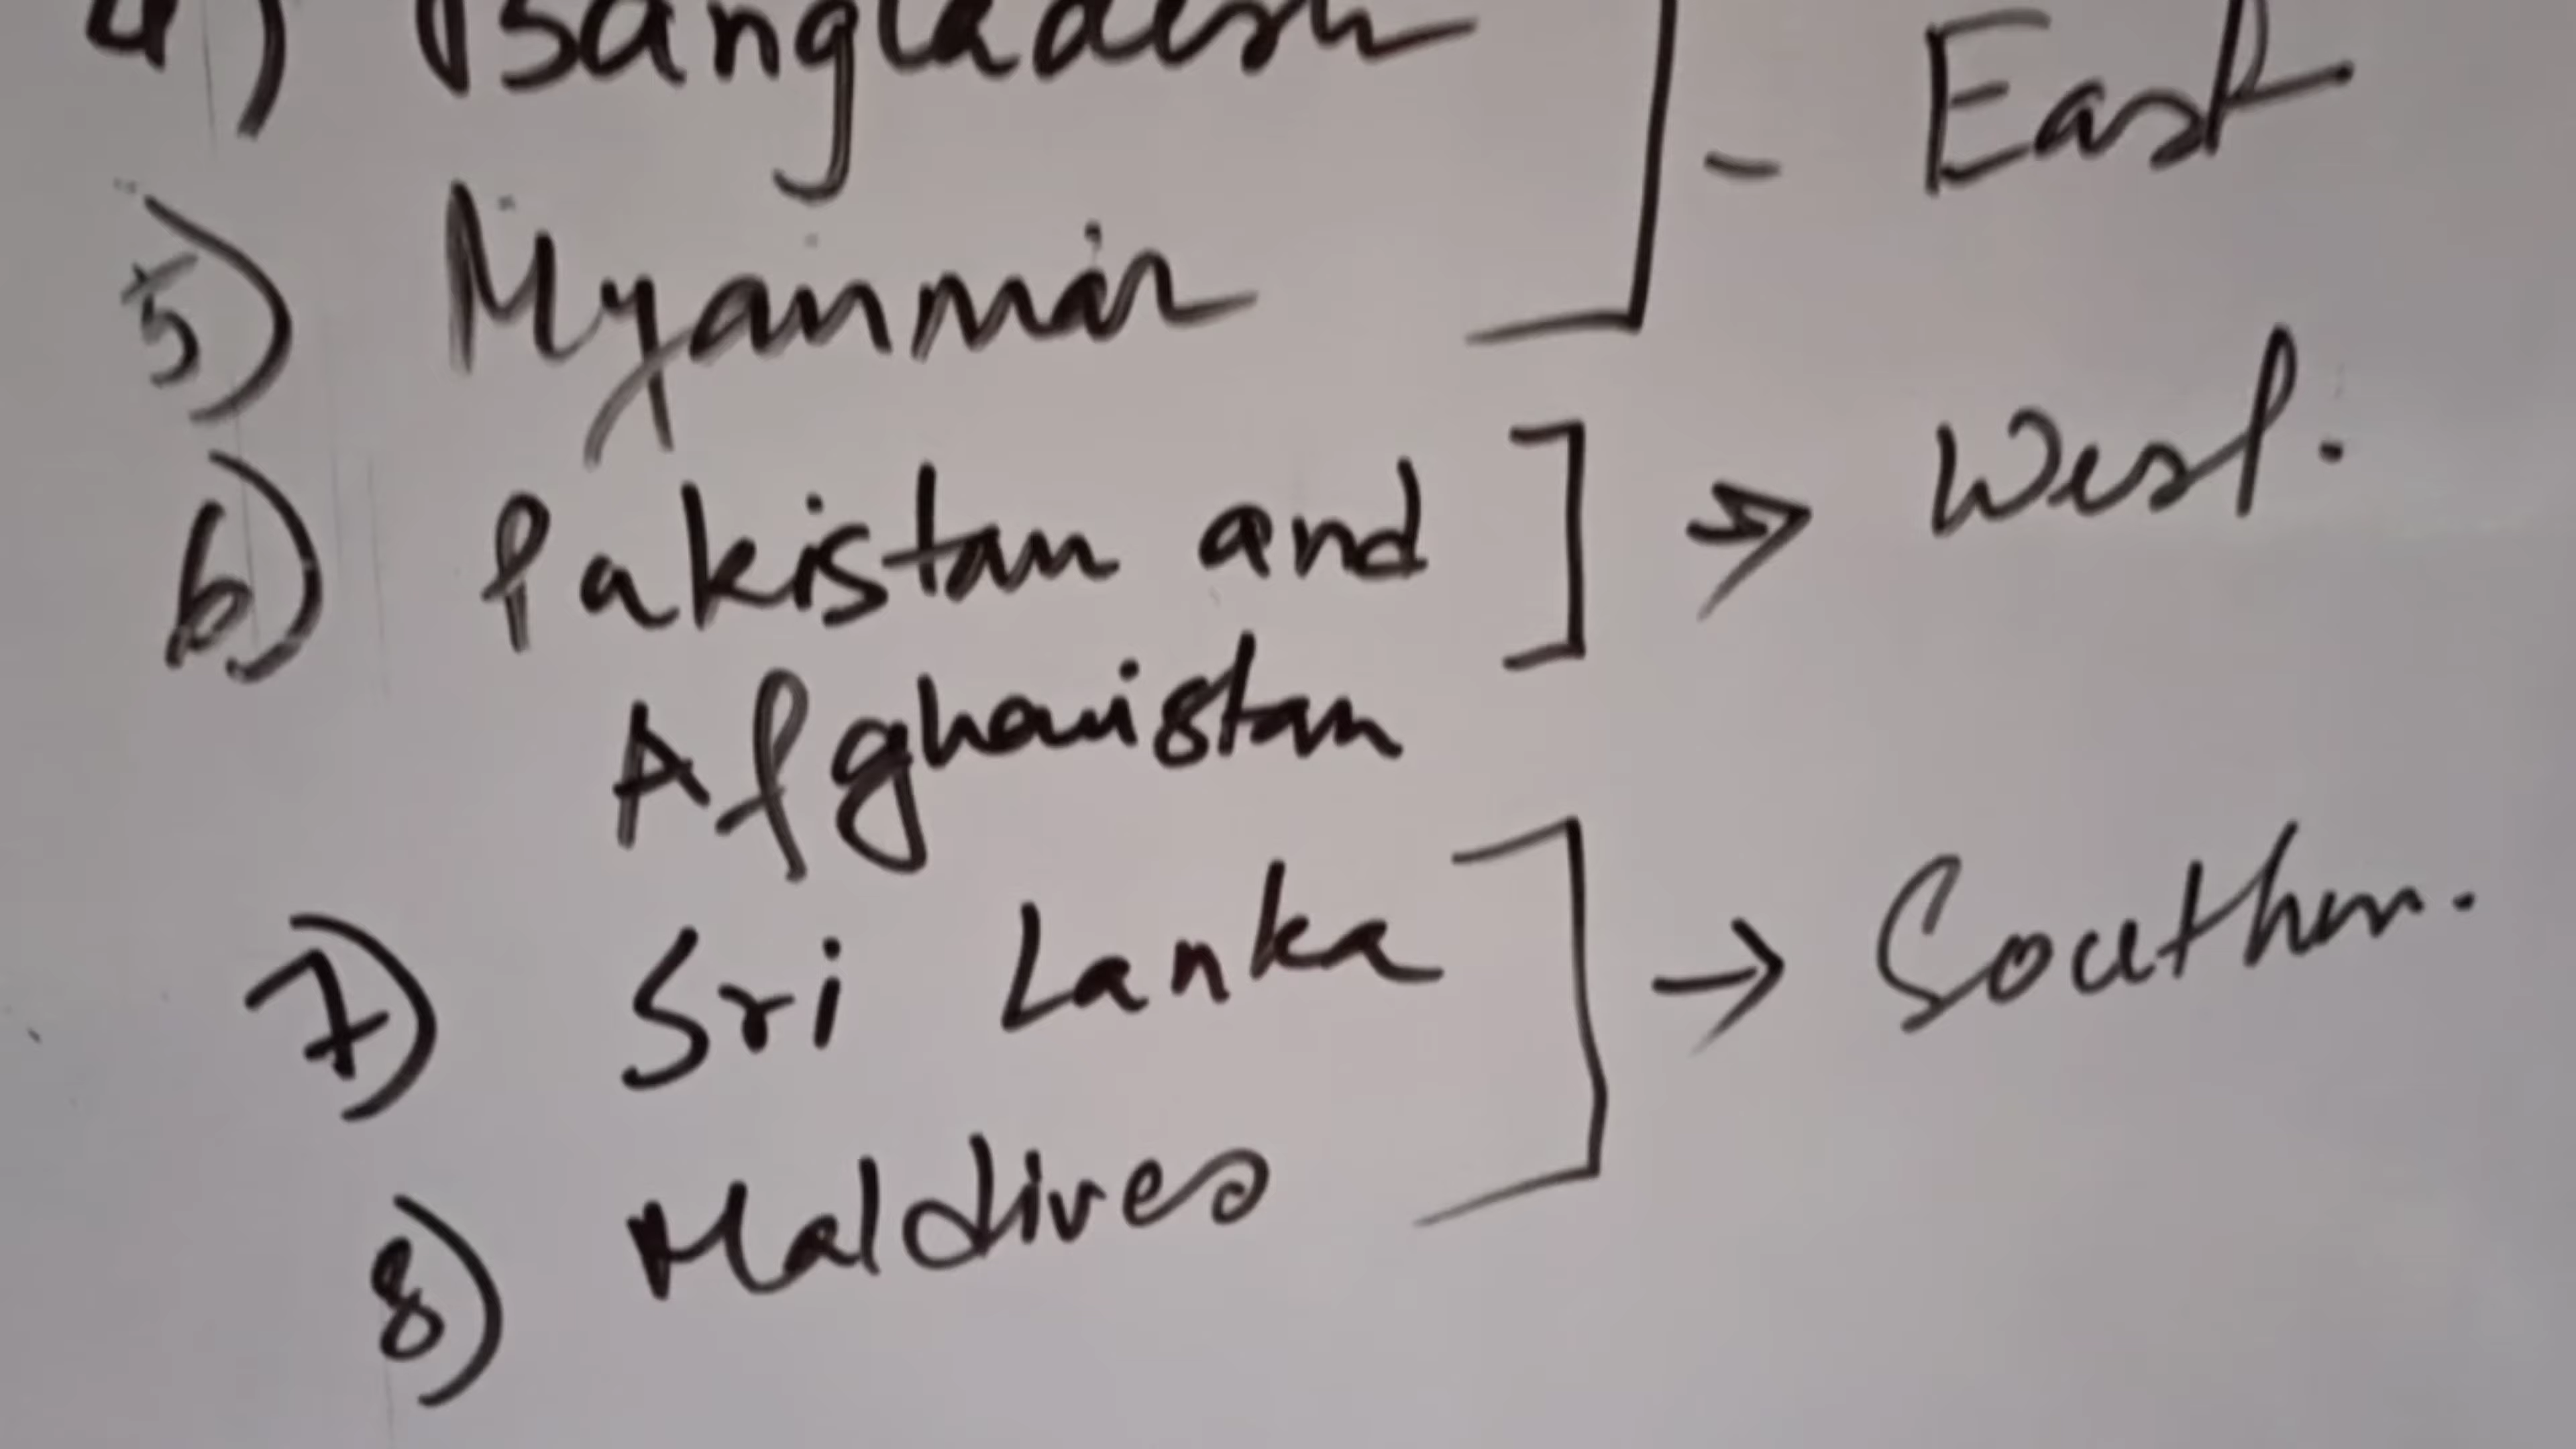 4) Bangladesh ] - East
5) Myanmar
6) Pakistan and ] → West.
Afghanistan
7) Sri Lanka ] → Southern.
8) Maldives